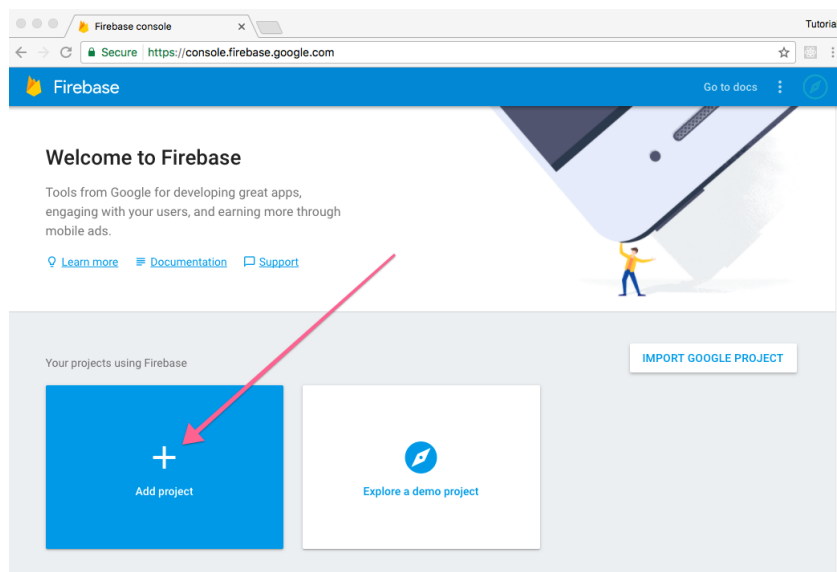 Firebase console
Secure https://console.firebase.google.com
Firebase
Go to docs
Welcome to Firebase
Tools from Google for developing great apps,
engaging with your users, and earning more through
mobile ads.
Learn more Documentation Support
Your projects using Firebase
IMPORT GOOGLE PROJECT
Add project
Explore a demo project